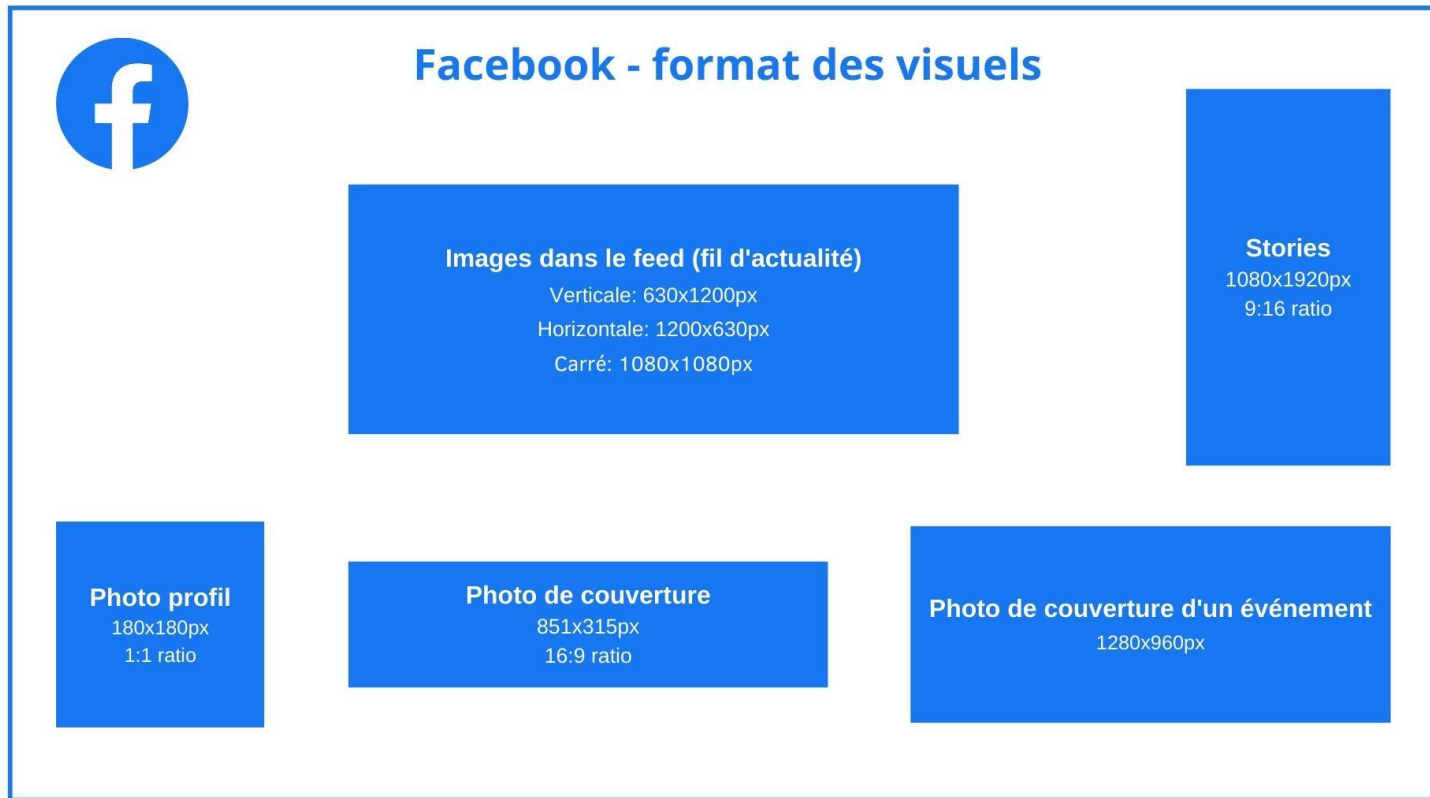 Facebook - format des visuels
Images dans le feed (fil d'actualité)
Verticale: 630x1200px
Horizontale: 1200x630px
Carré: 1080x1080px
Stories
1080x1920px
9:16 ratio
Photo profil
180x180px
1:1 ratio
Photo de couverture
851x315px
16:9 ratio
Photo de couverture d'un événement
1280x960px